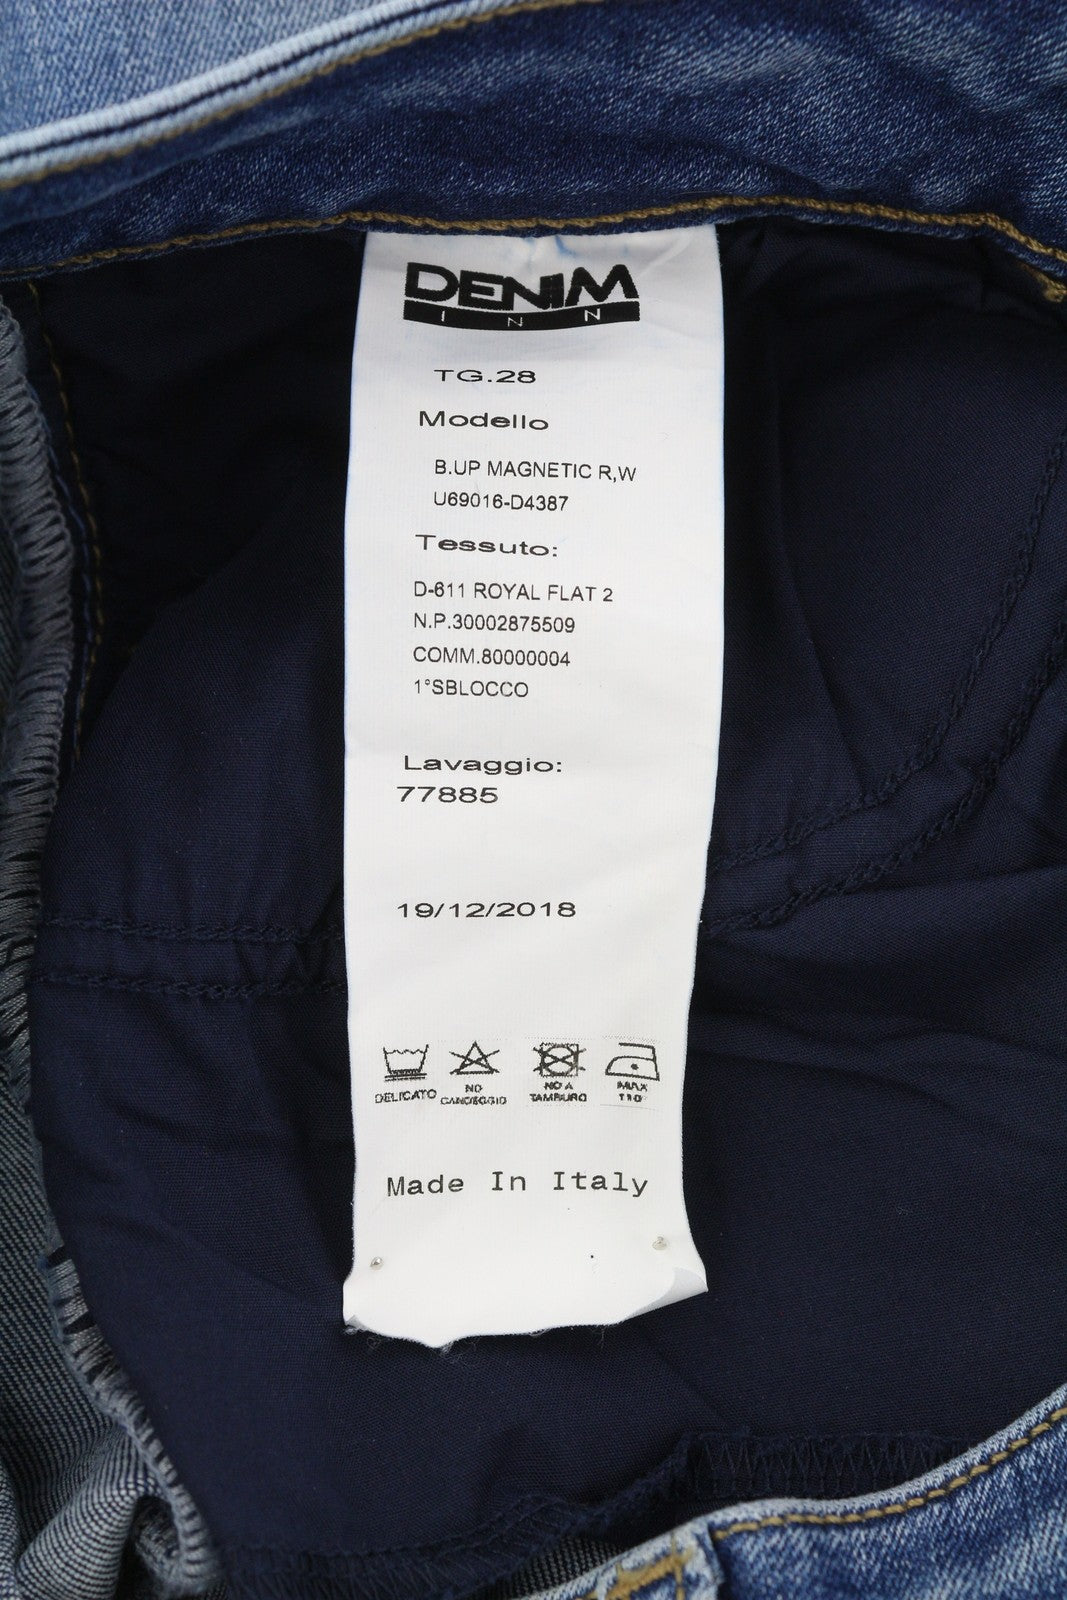 DENIM
INN
TG.28
Modello
B.UP MAGNETIC R,W
U69016-D4387
Tessuto:
D-611 ROYAL FLAT 2
N.P.30002875509
COMM.80000004
1°SBLOCCO
Lavaggio:
77885
19/12/2018
DELICATO
NO
CANDEGGIO
NO A
TAMBURO
MAX
110°
Made In Italy